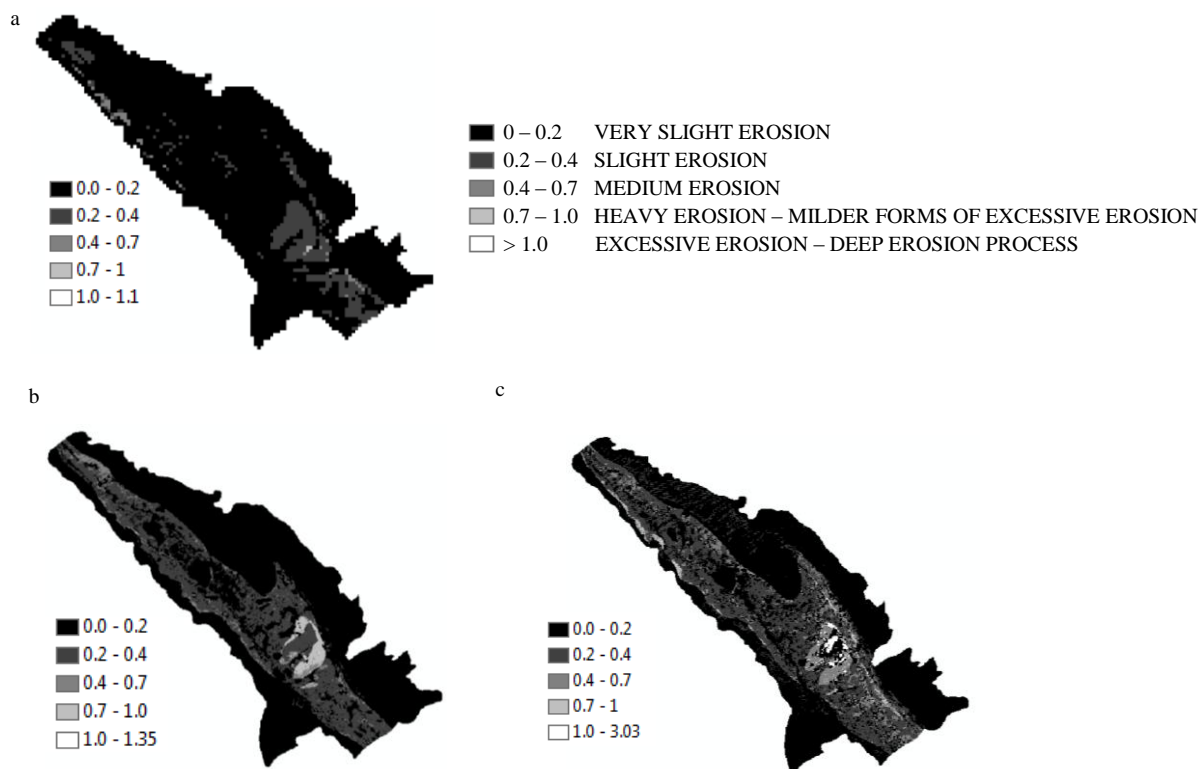 a
0 – 0.2 VERY SLIGHT EROSION
0.2 – 0.4 SLIGHT EROSION
0.4 – 0.7 MEDIUM EROSION
0.7 – 1.0 HEAVY EROSION – MILDER FORMS OF EXCESSIVE EROSION
> 1.0 EXCESSIVE EROSION – DEEP EROSION PROCESS
0.0 - 0.2
0.2 - 0.4
0.4 - 0.7
0.7 - 1
1.0 - 1.1
b
0.0 - 0.2
0.2 - 0.4
0.4 - 0.7
0.7 - 1.0
1.0 - 1.35
c
0.0 - 0.2
0.2 - 0.4
0.4 - 0.7
0.7 - 1
1.0 - 3.03